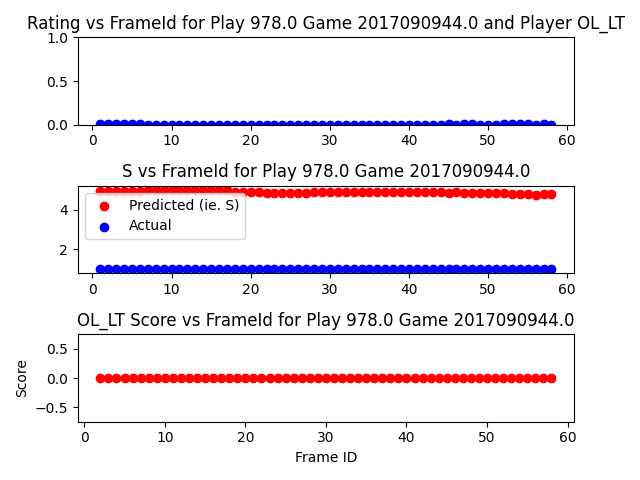 Rating vs FrameId for Play 978.0 Game 2017090944.0 and Player OL_LT
1.0
0.5
0.0
0 10 20 30 40 50 60
S vs FrameId for Play 978.0 Game 2017090944.0
4
2
Predicted (ie. S)
Actual
0 10 20 30 40 50 60
OL_LT Score vs FrameId for Play 978.0 Game 2017090944.0
Score
0.5
0.0
−0.5
0 10 20 30 40 50 60
Frame ID